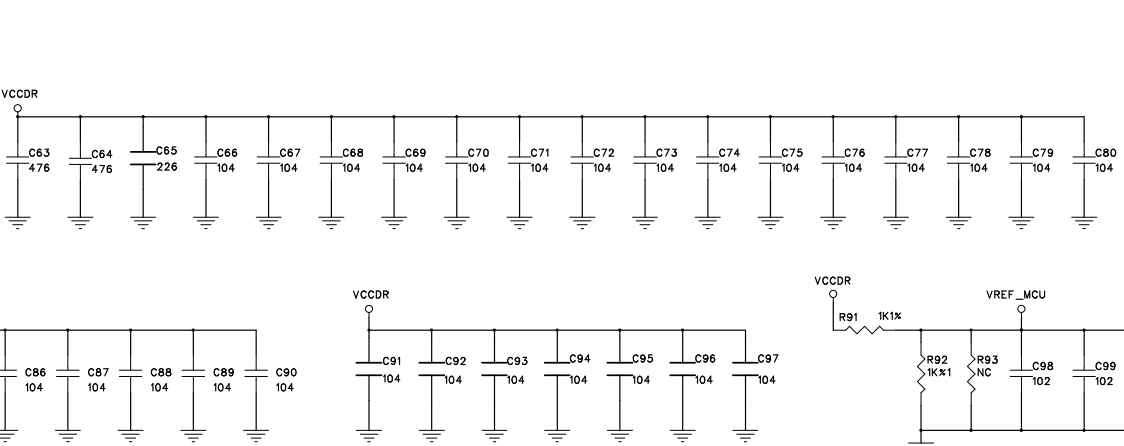 VCCDR
C63
476
C64
476
C65
226
C66
104
C67
104
C68
104
C69
104
C70
104
C71
104
C72
104
C73
104
C74
104
C75
104
C76
104
C77
104
C78
104
C79
104
C80
104
C86
104
C87
104
C88
104
C89
104
C90
104
VCCDR
C91
104
C92
104
C93
104
C94
104
C95
104
C96
104
C97
104
VCCDR
R91
1K1%
VREF_MCU
R92
1K%1
R93
NC
C98
102
C99
102